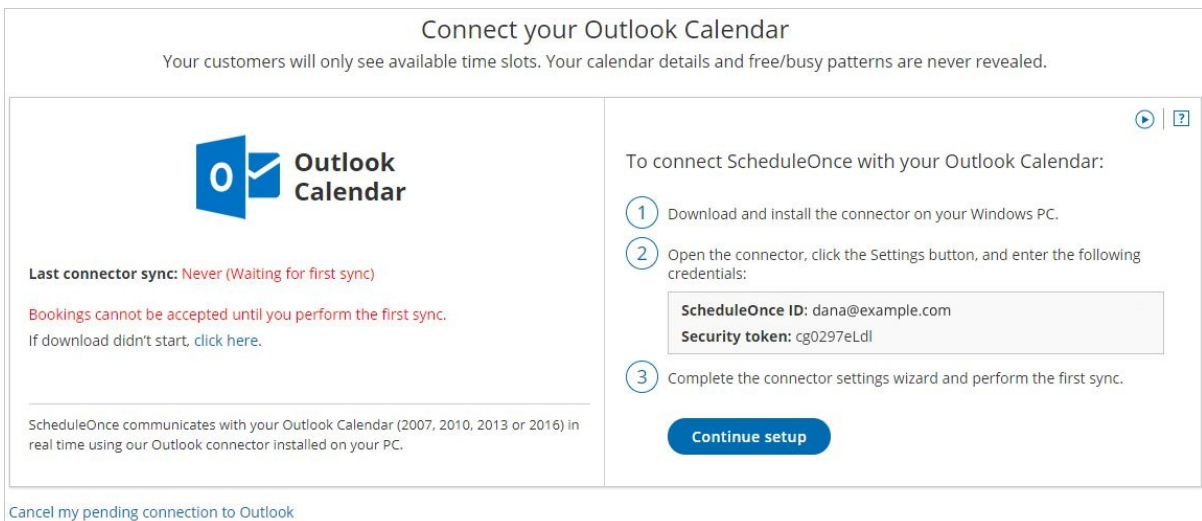 Connect your Outlook Calendar
Your customers will only see available time slots. Your calendar details and free/busy patterns are never revealed.
Outlook
Calendar
Last connector sync: Never (Waiting for first sync)
Bookings cannot be accepted until you perform the first sync.
If download didn't start, click here.
ScheduleOnce communicates with your Outlook Calendar (2007, 2010, 2013 or 2016) in
real time using our Outlook connector installed on your PC.
?
To connect ScheduleOnce with your Outlook Calendar:
1 Download and install the connector on your Windows PC.
2 Open the connector, click the Settings button, and enter the following
credentials:
ScheduleOnce ID: dana@example.com
Security token: cg0297eLdl
3 Complete the connector settings wizard and perform the first sync.
Continue setup
Cancel my pending connection to Outlook